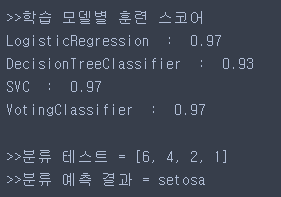 >>학습 모델별 훈련 스코어
LogisticRegression  :  0.97
DecisionTreeClassifier  :  0.93
SVC  :  0.97
VotingClassifier  :  0.97
>>분류 테스트 = [6, 4, 2, 1]
>>분류 예측 결과 = setosa